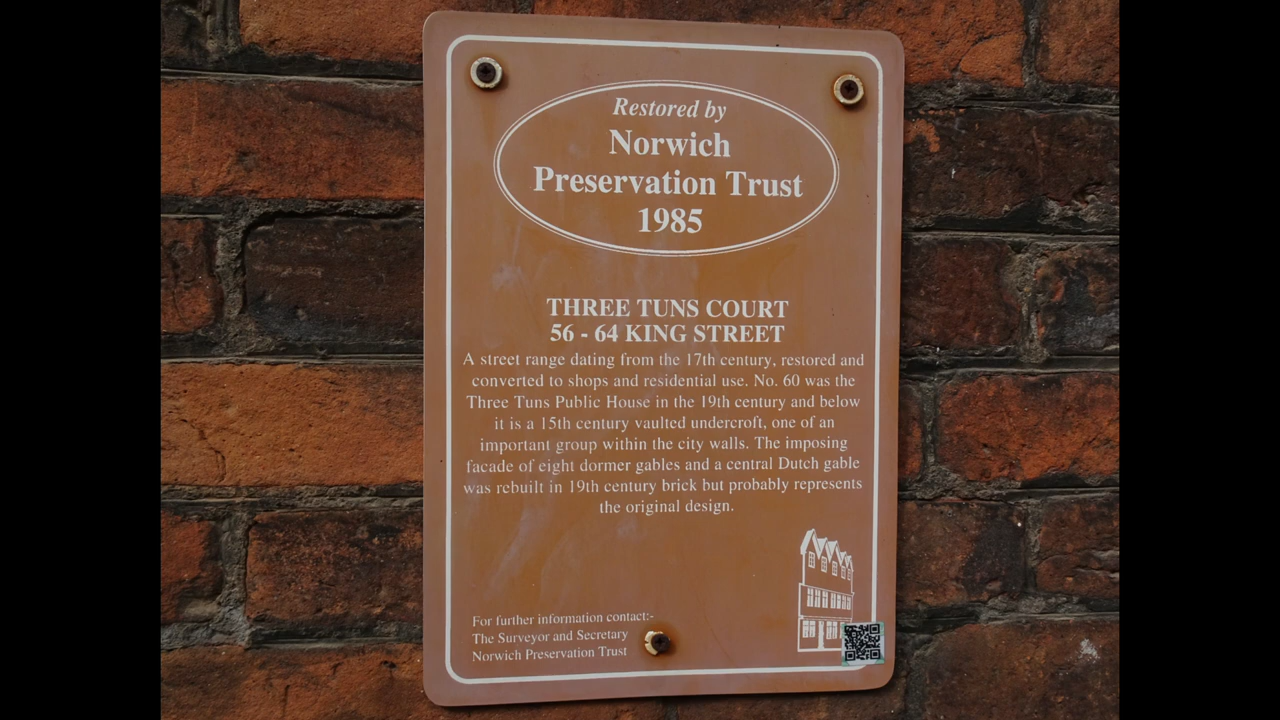 Restored by
Norwich
Preservation Trust
1985
THREE TUNS COURT
56 - 64 KING STREET
A street range dating from the 17th century, restored and
converted to shops and residential use. No. 60 was the
Three Tuns Public House in the 19th century and below
it is a 15th century vaulted undercroft, one of an
important group within the city walls. The imposing
facade of eight dormer gables and a central Dutch gable
was rebuilt in 19th century brick but probably represents
the original design.
For further information contact:-
The Surveyor and Secretary
Norwich Preservation Trust